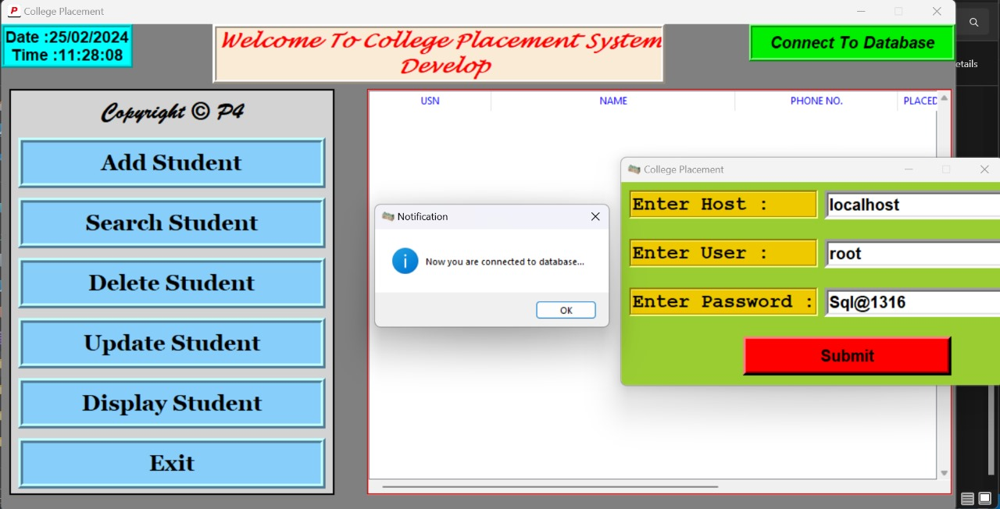 P College Placement
Date :25/02/2024
Time :11:28:08
Welcome To College Placement System
Develop
Connect To Database
etails
Copyright © P4
Add Student
Search Student
Delete Student
Update Student
Display Student
Exit
USN NAME PHONE NO. PLACED
College Placement
Enter Host : localhost
Enter User : root
Enter Password : Sql@1316
Submit
Notification
Now you are connected to database...
OK